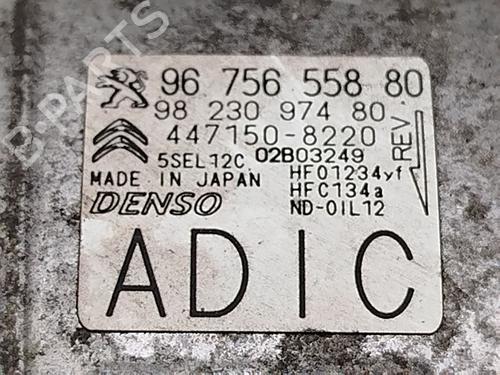 96 756 558 80
98 230 974 80
447150-8220
5SEL12C 02B03249
MADE IN JAPAN
HFO1234yf
HFC134a
DENSO
ND-OIL12
REV
ADIC
B-PARTS